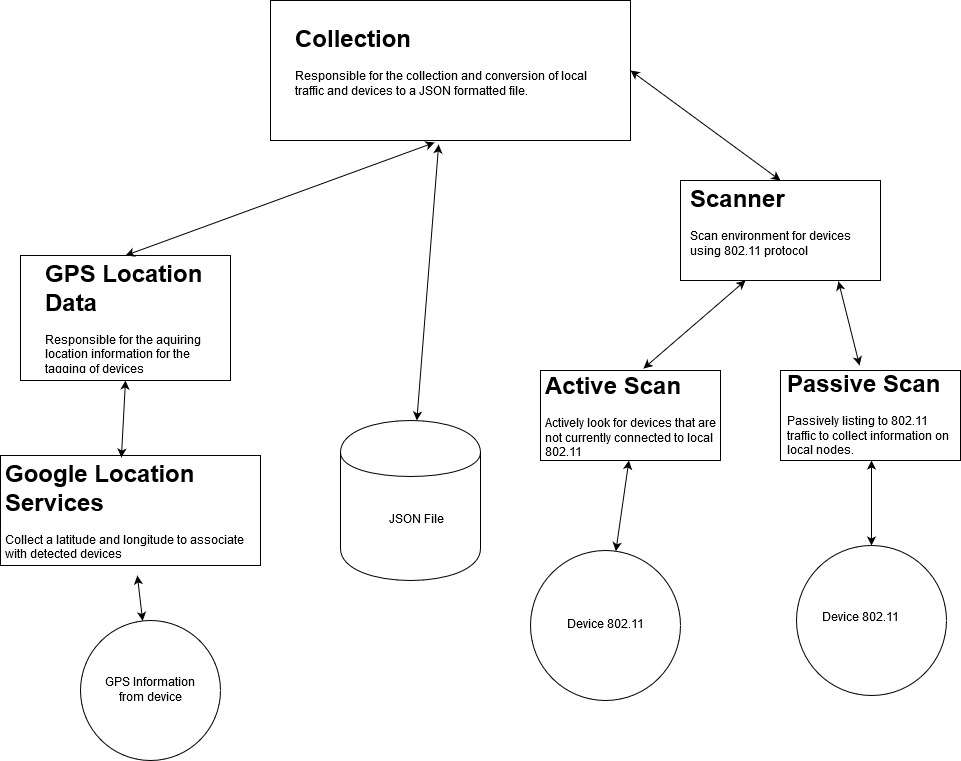 Collection
Responsible for the collection and conversion of local
traffic and devices to a JSON formatted file.
Scanner
Scan environment for devices
using 802.11 protocol
GPS Location
Data
Responsible for the aquiring
location information for the
tagging of devices
Active Scan
Actively look for devices that are
not currently connected to local
802.11
Passive Scan
Passively listing to 802.11
traffic to collect information on
local nodes.
Google Location
Services
Collect a latitude and longitude to associate
with detected devices
JSON File
Device 802.11
Device 802.11
GPS Information
from device